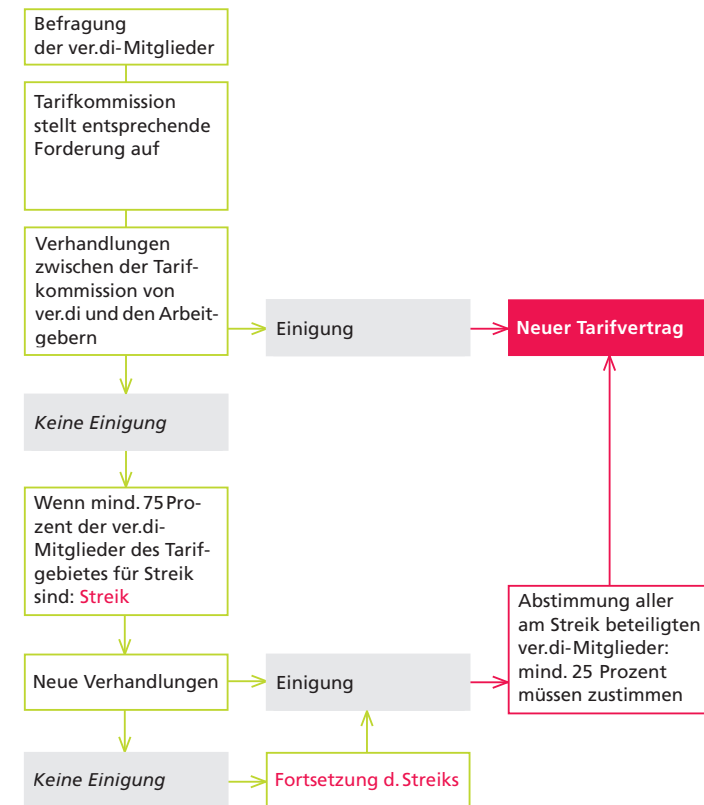 Befragung
der ver.di-Mitglieder
Tarifkommission
stellt entsprechende
Forderung auf
Verhandlungen
zwischen der Tarif-
kommission von
ver.di und den Arbeit-
gebern
Einigung
Neuer Tarifvertrag
Keine Einigung
Wenn mind. 75 Pro-
zent der ver.di-
Mitglieder des Tarif-
gebietes für Streik
sind: Streik
Abstimmung aller
am Streik beteiligten
ver.di-Mitglieder:
mind. 25 Prozent
müssen zustimmen
Neue Verhandlungen
Einigung
Keine Einigung
Fortsetzung d. Streiks